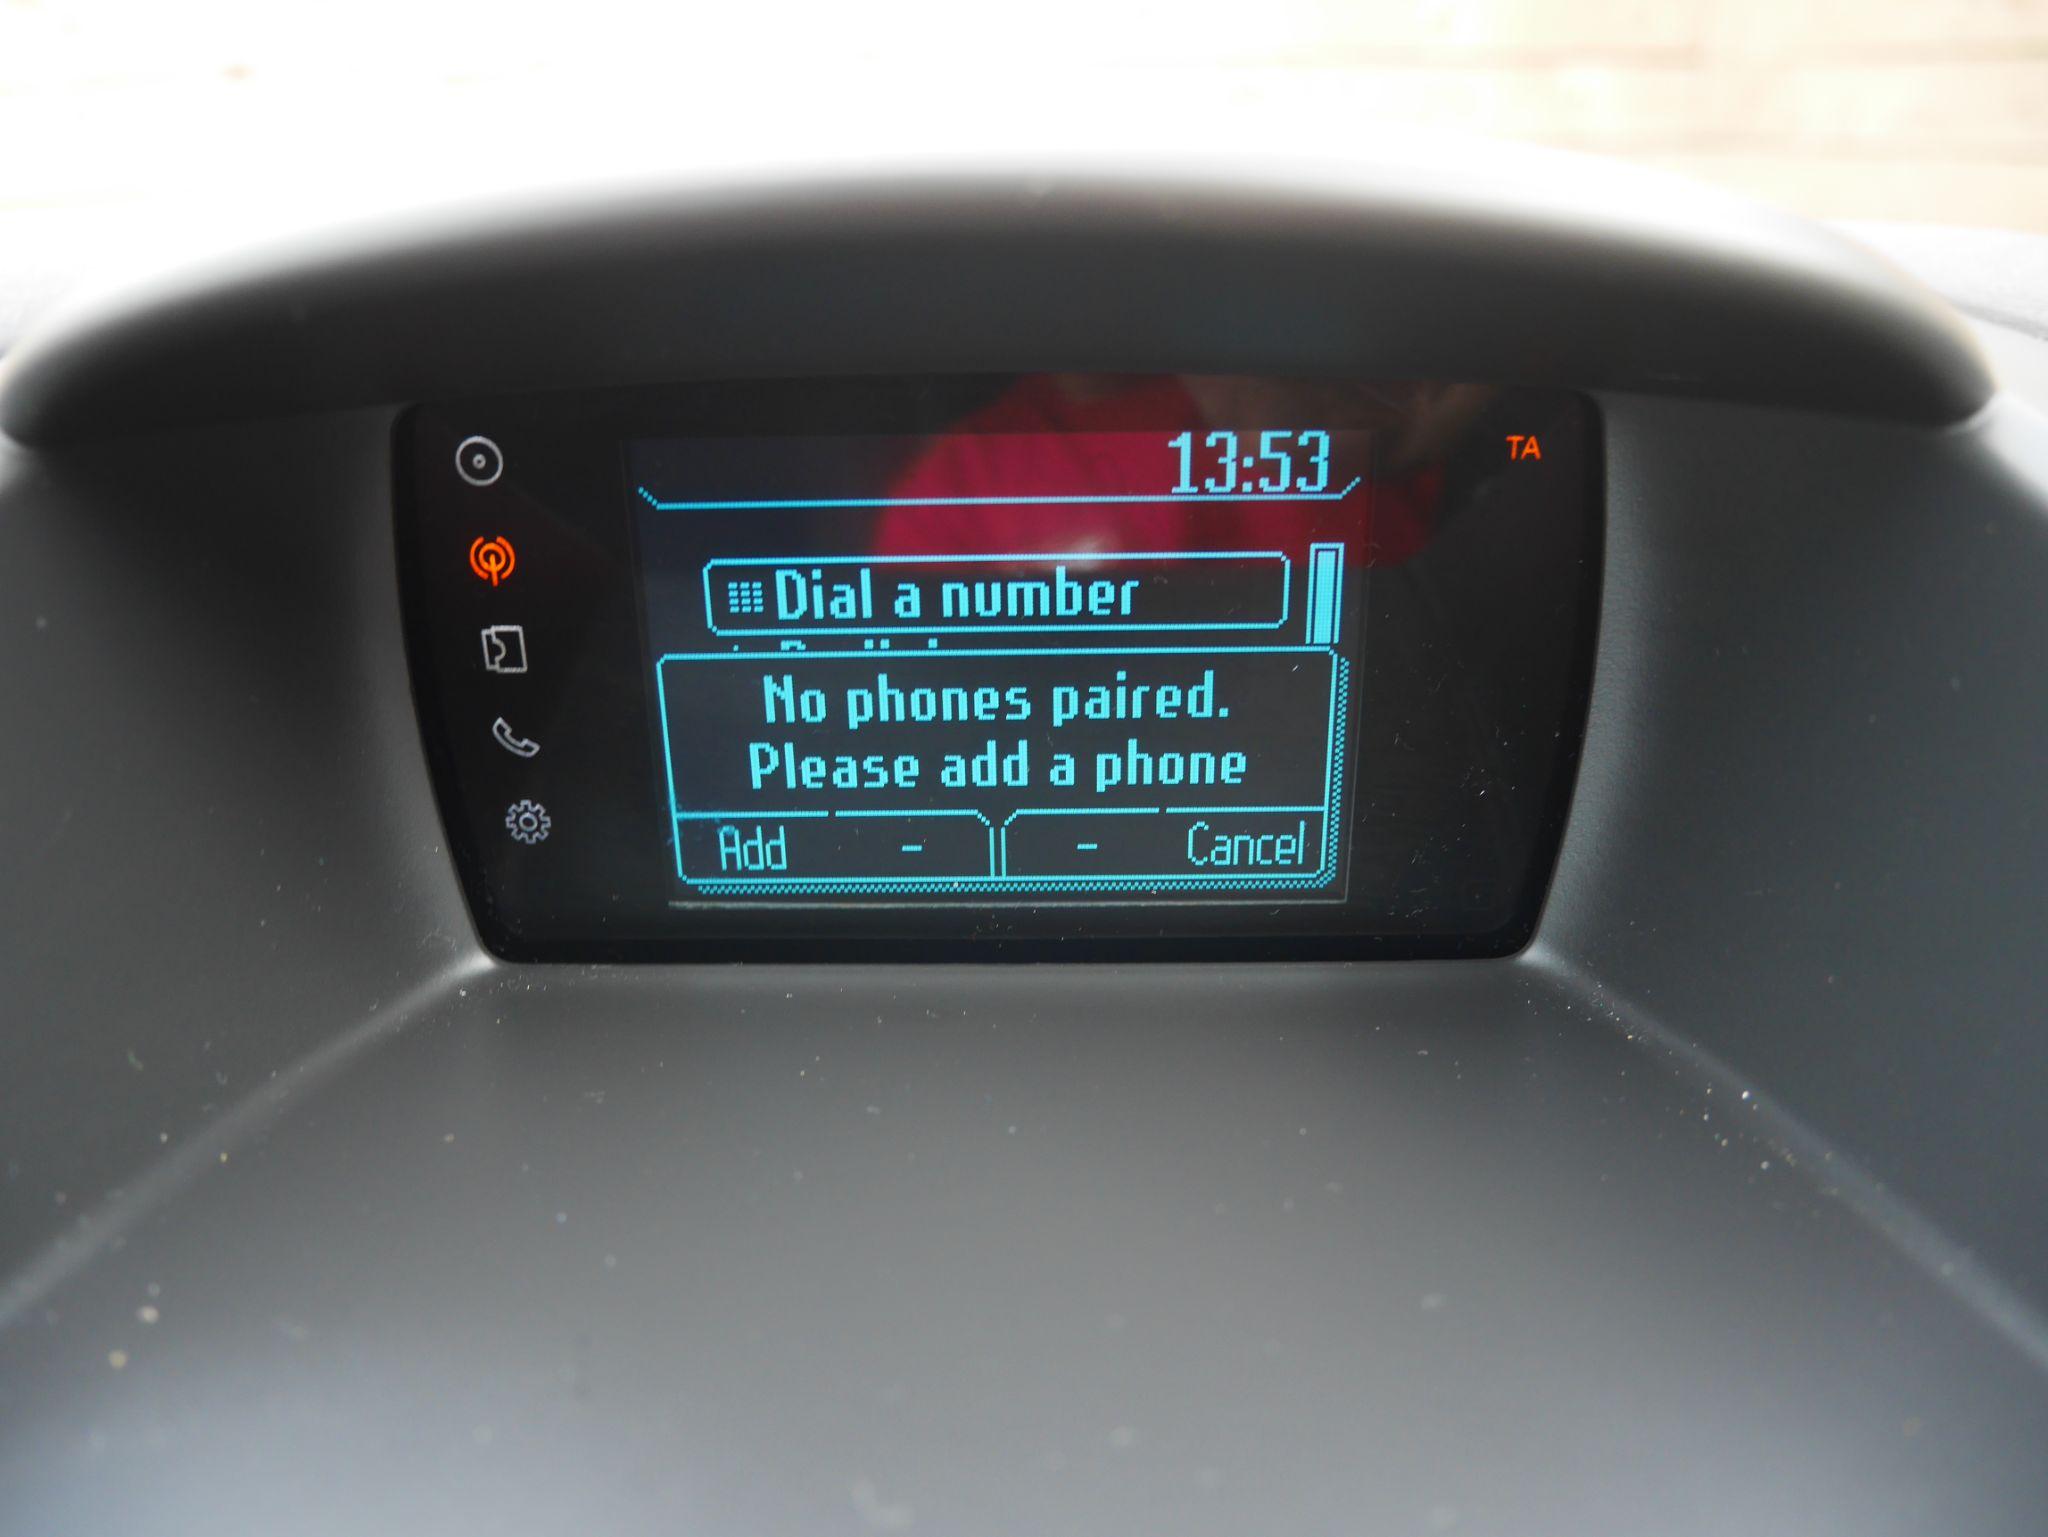 13:53
TA
Dial a number
No phones paired.
Please add a phone
Add - - Cancel